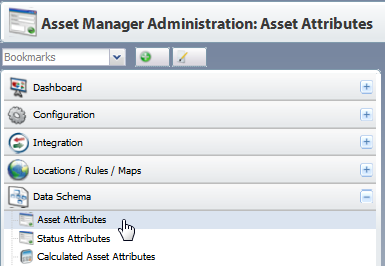 Asset Manager Administration: Asset Attributes
Bookmarks
Dashboard
Configuration
Integration
Locations / Rules / Maps
Data Schema
Asset Attributes
Status Attributes
Calculated Asset Attributes